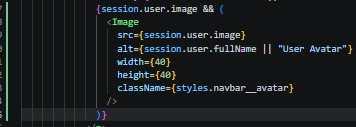 {session.user.image && (
<Image
src={session.user.image}
alt={session.user.fullName || "User Avatar"}
width={40}
height={40}
className={styles.navbar__avatar}
/>
)}